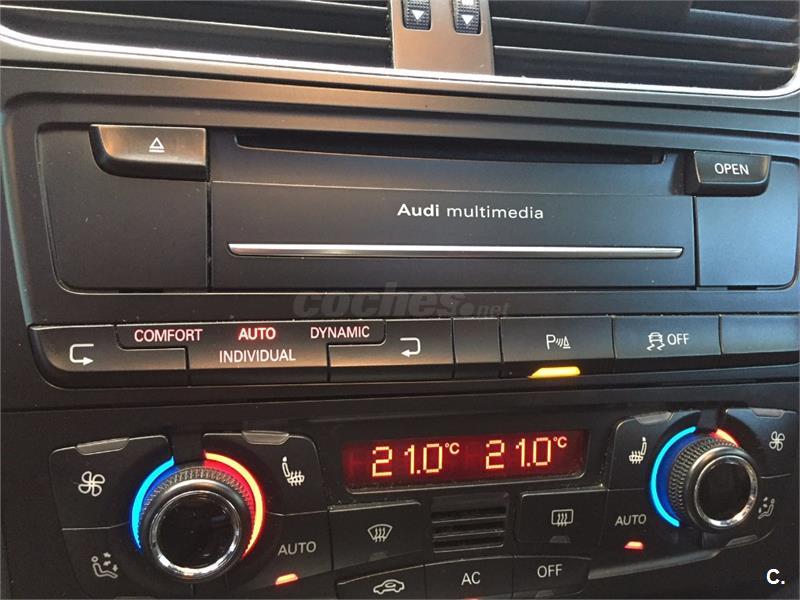 OPEN
Audi multimedia
coches.net
COMFORT AUTO DYNAMIC
INDIVIDUAL
P OFF
21.0°C 21.0°C
AUTO AUTO
AC OFF
C.